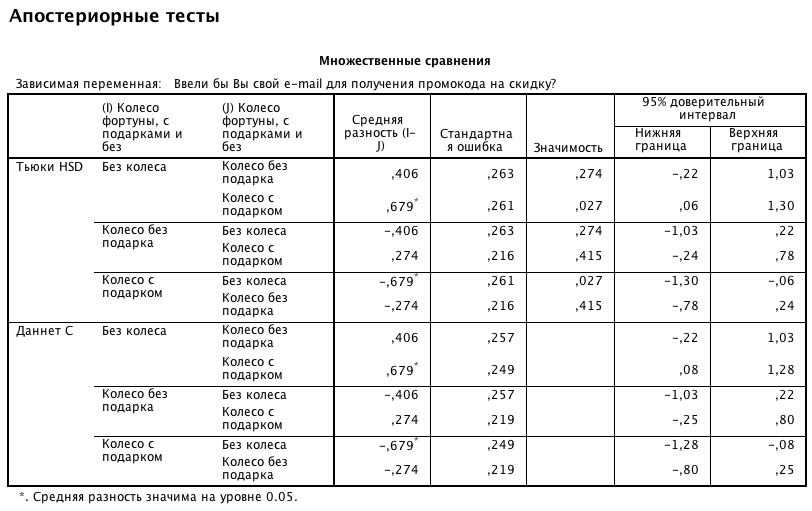 Апостериорные тесты
Множественные сравнения
Зависимая переменная: Ввели бы Вы свой e-mail для получения промокода на скидку?
(I) Колесо фортуны, с подарками и без (J) Колесо фортуны, с подарками и без Средняя разность (I-J) Стандартная ошибка Значимость 95% доверительный интервал
Нижняя граница Верхняя граница
Тьюки HSD Без колеса Колесо без подарка ,406 ,263 ,274 -,22 1,03
Колесо с подарком ,679* ,261 ,027 ,06 1,30
Колесо без подарка Без колеса -,406 ,263 ,274 -1,03 ,22
Колесо с подарком ,274 ,216 ,415 -,24 ,78
Колесо с подарком Без колеса -,679* ,261 ,027 -1,30 -,06
Колесо без подарка -,274 ,216 ,415 -,78 ,24
Даннет С Без колеса Колесо без подарка ,406 ,257 -,22 1,03
Колесо с подарком ,679* ,249 ,08 1,28
Колесо без подарка Без колеса -,406 ,257 -1,03 ,22
Колесо с подарком ,274 ,219 -,25 ,80
Колесо с подарком Без колеса -,679* ,249 -1,28 -,08
Колесо без подарка -,274 ,219 -,80 ,25
*. Средняя разность значима на уровне 0.05.